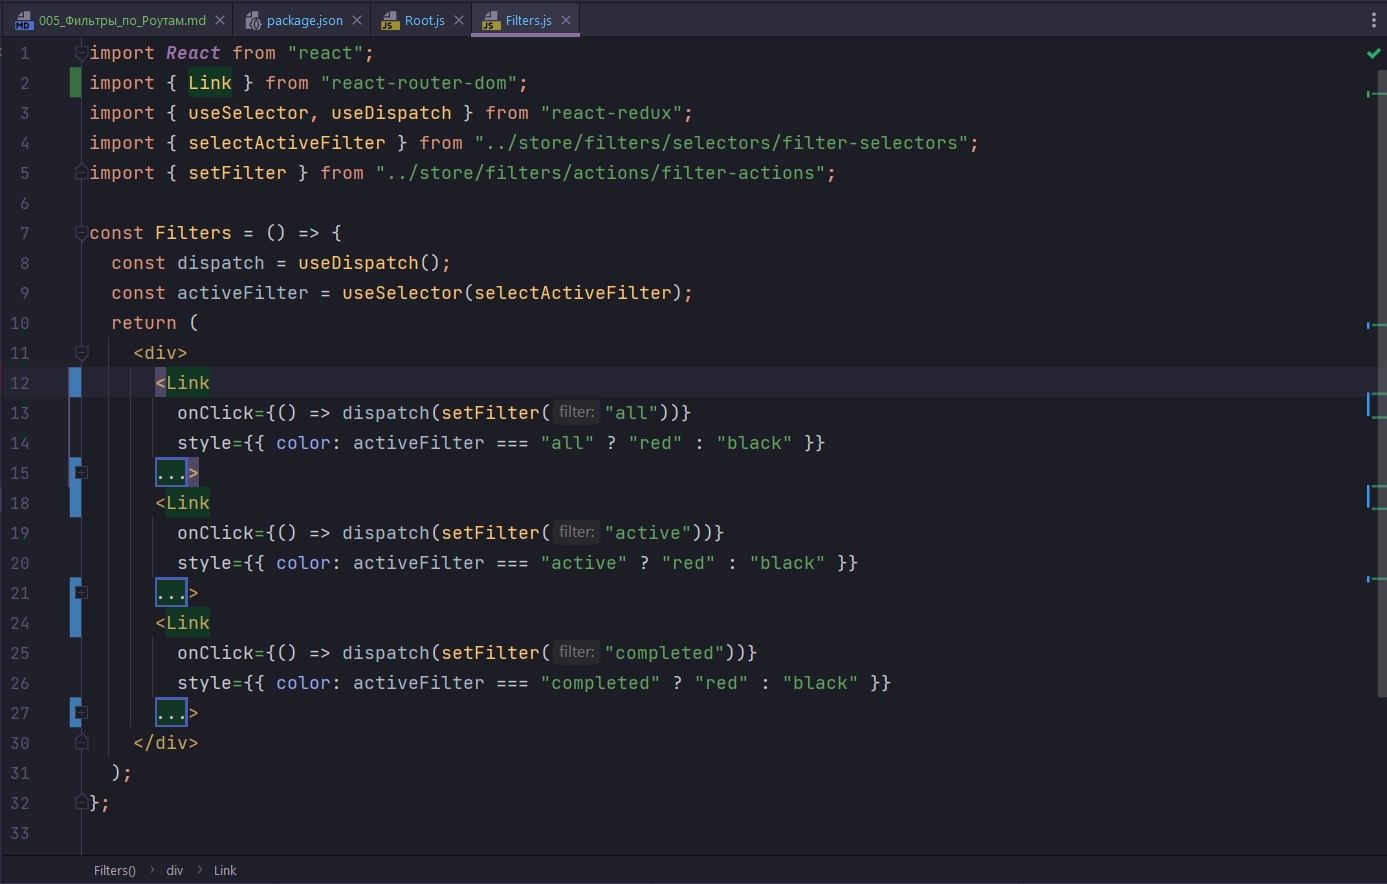 005_Фильтры_по_Роутам.md package.json Root.js Filters.js
1 import React from "react";
2 import { Link } from "react-router-dom";
3 import { useSelector, useDispatch } from "react-redux";
4 import { selectActiveFilter } from "../store/filters/selectors/filter-selectors";
5 import { setFilter } from "../store/filters/actions/filter-actions";
6
7 const Filters = () => {
8 const dispatch = useDispatch();
9 const activeFilter = useSelector(selectActiveFilter);
10 return (
11 <div>
12 <Link
13 onClick={() => dispatch(setFilter( filter: "all"))}
14 style={{ color: activeFilter === "all" ? "red" : "black" }}
15 ...>
18 <Link
19 onClick={() => dispatch(setFilter( filter: "active"))}
20 style={{ color: activeFilter === "active" ? "red" : "black" }}
21 ...>
24 <Link
25 onClick={() => dispatch(setFilter( filter: "completed"))}
26 style={{ color: activeFilter === "completed" ? "red" : "black" }}
27 ...>
30 </div>
31 );
32 };
33
Filters() › div › Link